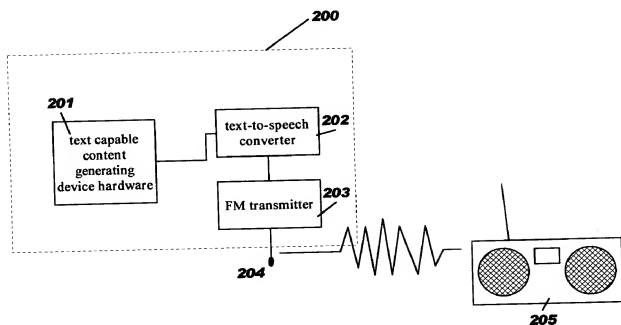 200
201
text capable
content
generating
device hardware
text-to-speech
converter
202
FM transmitter
203
204
205